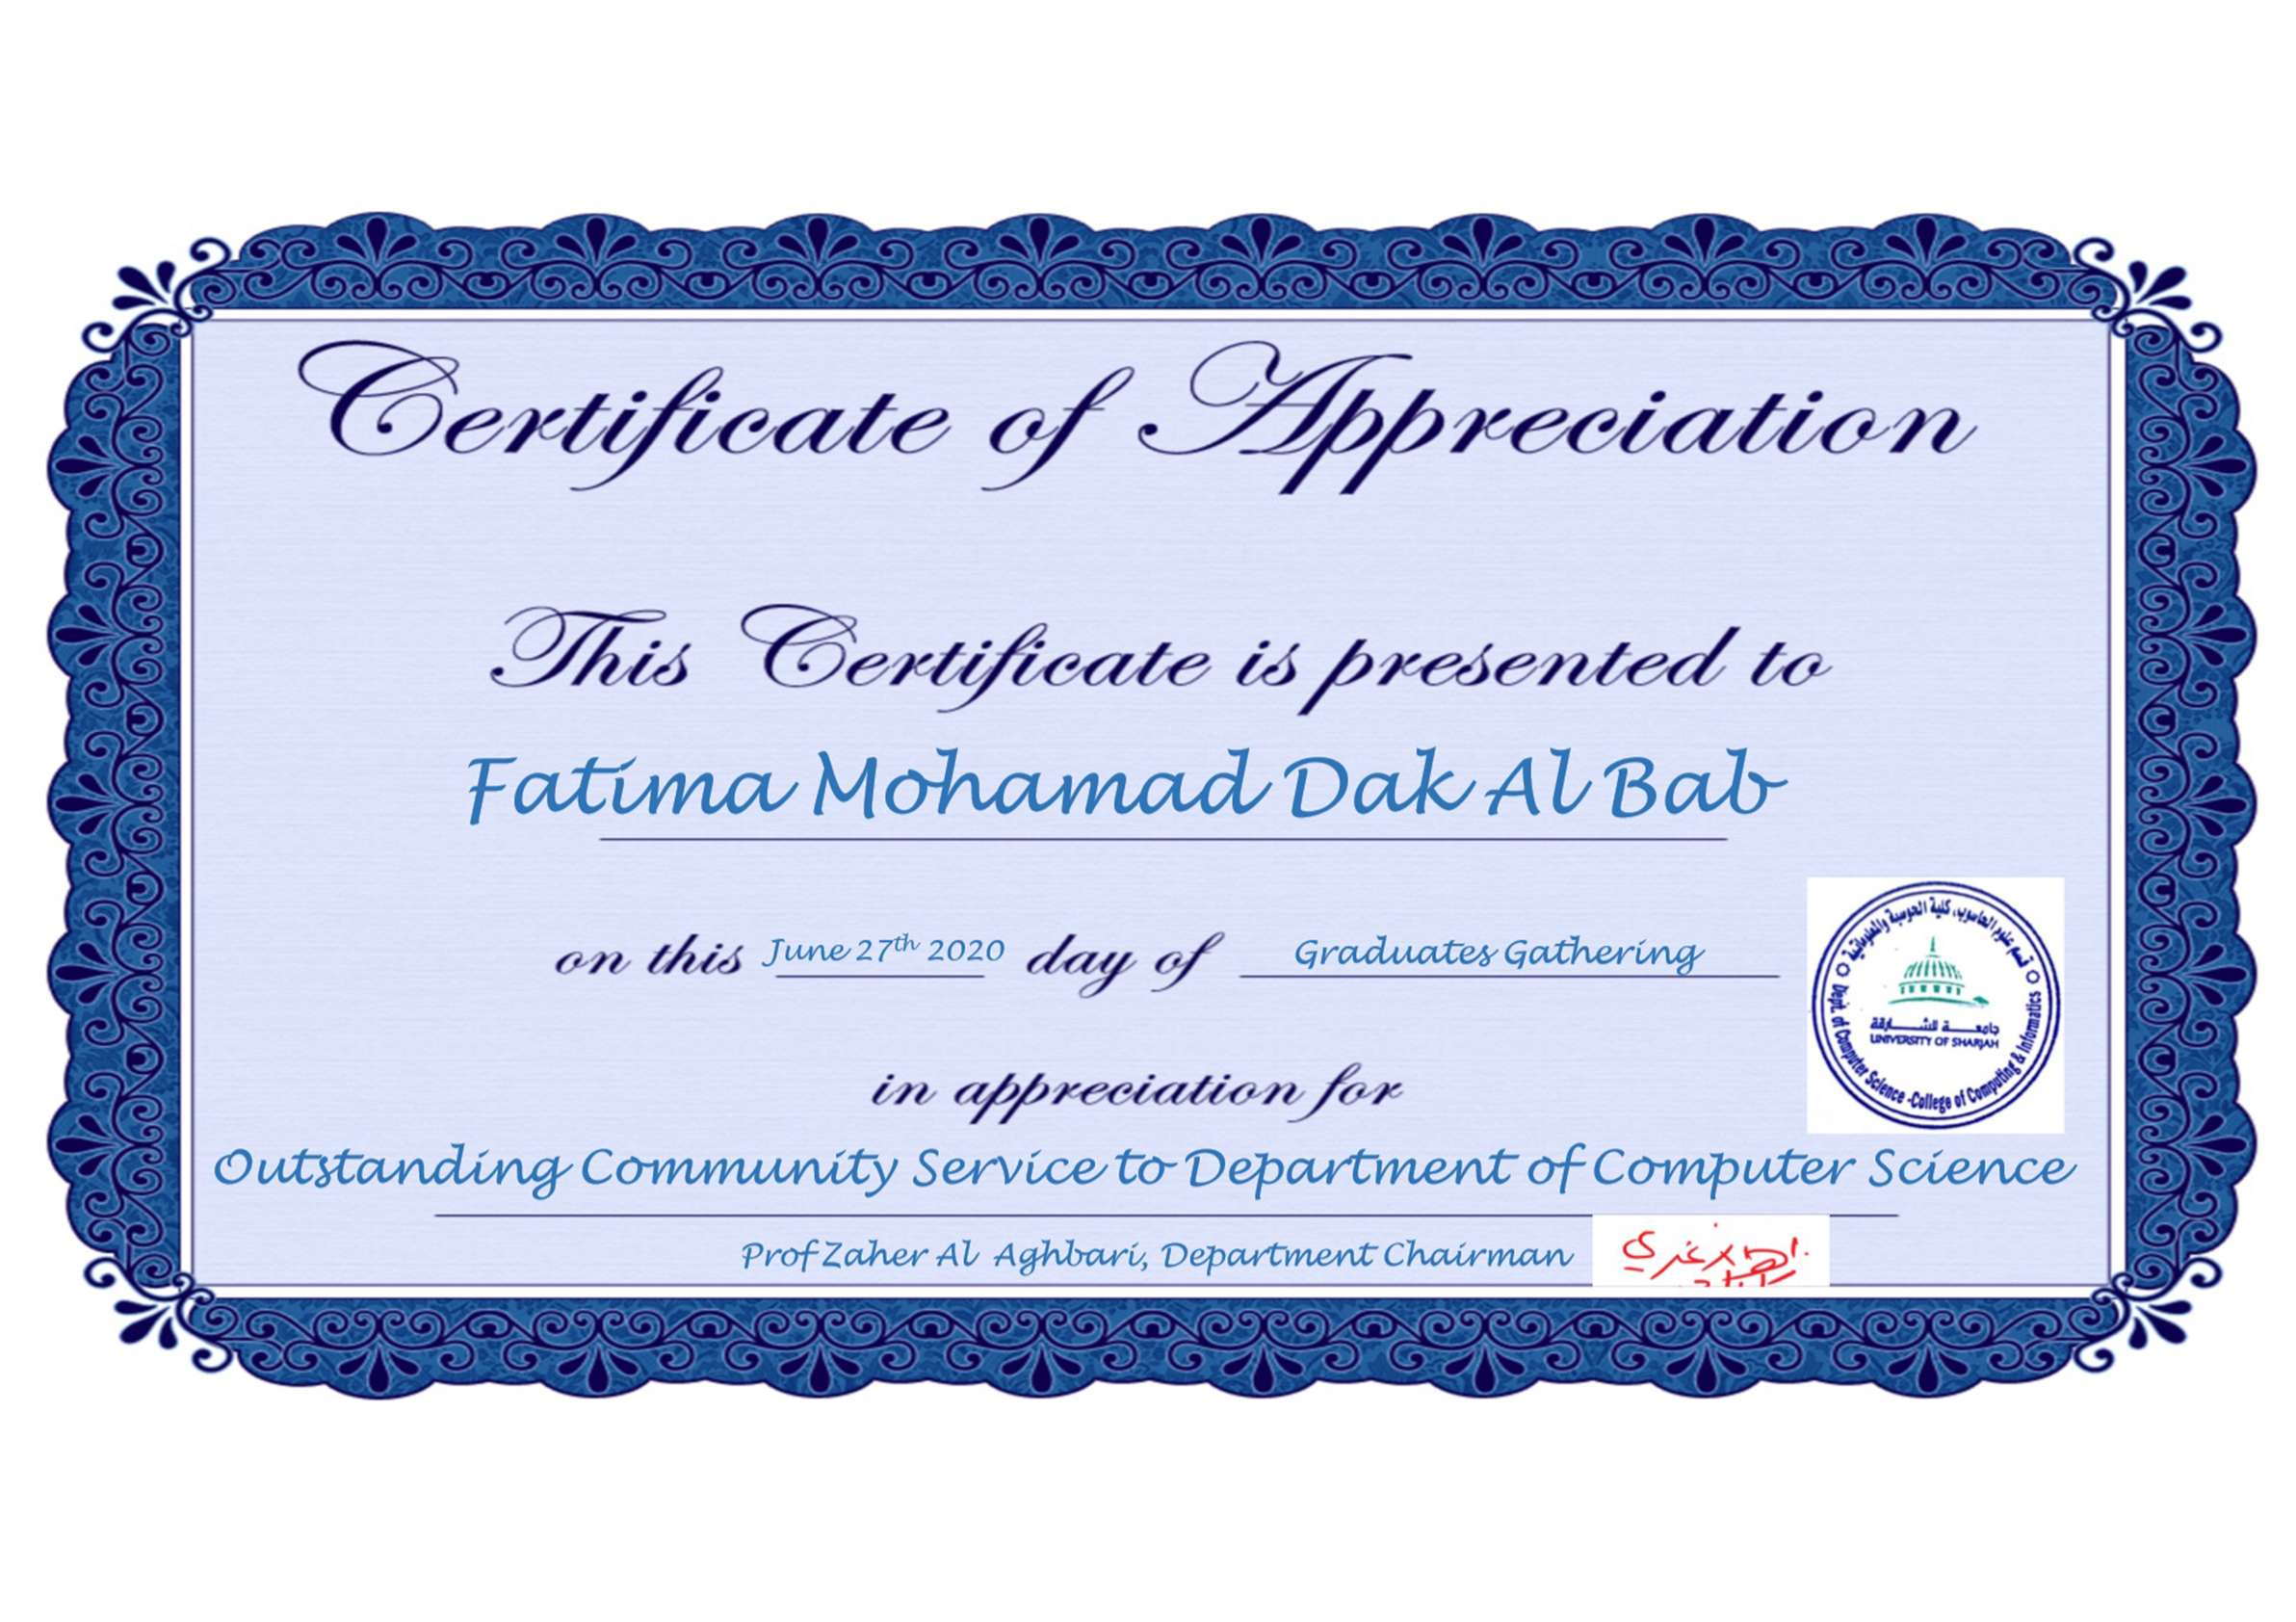 Certificate of Appreciation
This Certificate is presented to
Fatima Mohamad Dak Al Bab
on this June 27th 2020 day of Graduates Gathering
قسم علوم الحاسوب، كلية الحوسبة والمعلوماتية
جامعة الشارقة
UNIVERSITY OF SHARJAH
Dept. of Computer Science -College of Computing & Informatics
in appreciation for
Outstanding Community Service to Department of Computer Science
Prof Zaher Al Aghbari, Department Chairman